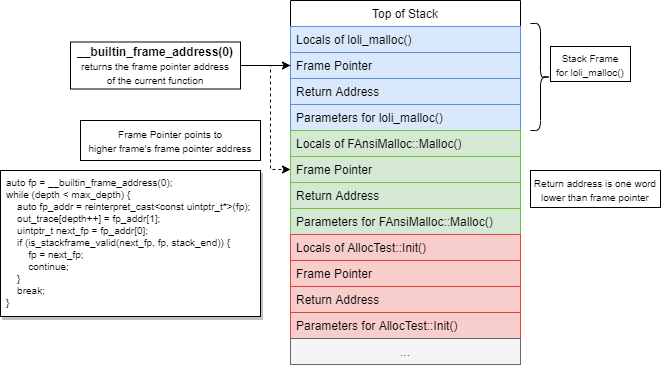 Top of Stack
__builtin_frame_address(0)
returns the frame pointer address
of the current function
Locals of loli_malloc()
Frame Pointer
Return Address
Parameters for loli_malloc()
Stack Frame
for loli_malloc()
Frame Pointer points to
higher frame's frame pointer address
Locals of FAnsiMalloc::Malloc()
Frame Pointer
Return Address
Parameters for FAnsiMalloc::Malloc()
Return address is one word
lower than frame pointer
auto fp = __builtin_frame_address(0);
while (depth < max_depth) {
    auto fp_addr = reinterpret_cast<const uintptr_t*>(fp);
    out_trace[depth++] = fp_addr[1];
    uintptr_t next_fp = fp_addr[0];
    if (is_stackframe_valid(next_fp, fp, stack_end)) {
        fp = next_fp;
        continue;
    }
    break;
}
Locals of AllocTest::Init()
Frame Pointer
Return Address
Parameters for AllocTest::Init()
...